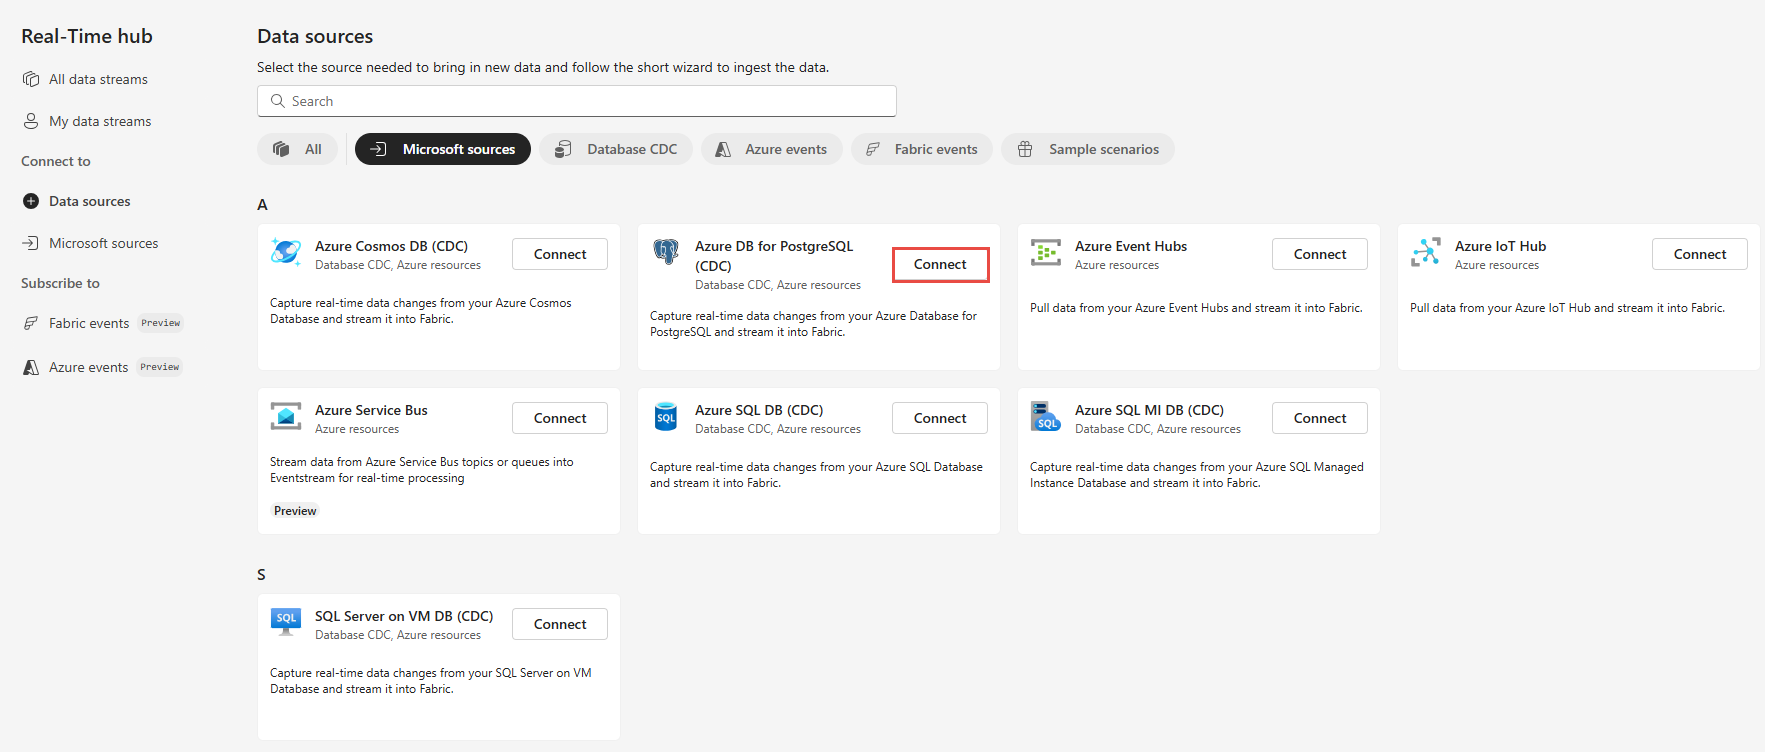 Real-Time hub
All data streams
My data streams
Connect to
Data sources
Microsoft sources
Subscribe to
Fabric events Preview
Azure events Preview
Data sources
Select the source needed to bring in new data and follow the short wizard to ingest the data.
Search
All Microsoft sources Database CDC Azure events Fabric events Sample scenarios
A
Azure Cosmos DB (CDC)
Database CDC, Azure resources
Connect
Capture real-time data changes from your Azure Cosmos
Database and stream it into Fabric.
Azure DB for PostgreSQL
(CDC)
Database CDC, Azure resources
Connect
Capture real-time data changes from your Azure Database for
PostgreSQL and stream it into Fabric.
Azure Event Hubs
Azure resources
Connect
Pull data from your Azure Event Hubs and stream it into Fabric.
Azure IoT Hub
Azure resources
Connect
Pull data from your Azure IoT Hub and stream it into Fabric.
Azure Service Bus
Azure resources
Connect
Stream data from Azure Service Bus topics or queues into
Eventstream for real-time processing
Preview
SQL
Azure SQL DB (CDC)
Database CDC, Azure resources
Connect
Capture real-time data changes from your Azure SQL Database
and stream it into Fabric.
SQL
Azure SQL MI DB (CDC)
Database CDC, Azure resources
Connect
Capture real-time data changes from your Azure SQL Managed
Instance Database and stream it into Fabric.
S
SQL
SQL Server on VM DB (CDC)
Database CDC, Azure resources
Connect
Capture real-time data changes from your SQL Server on VM
Database and stream it into Fabric.